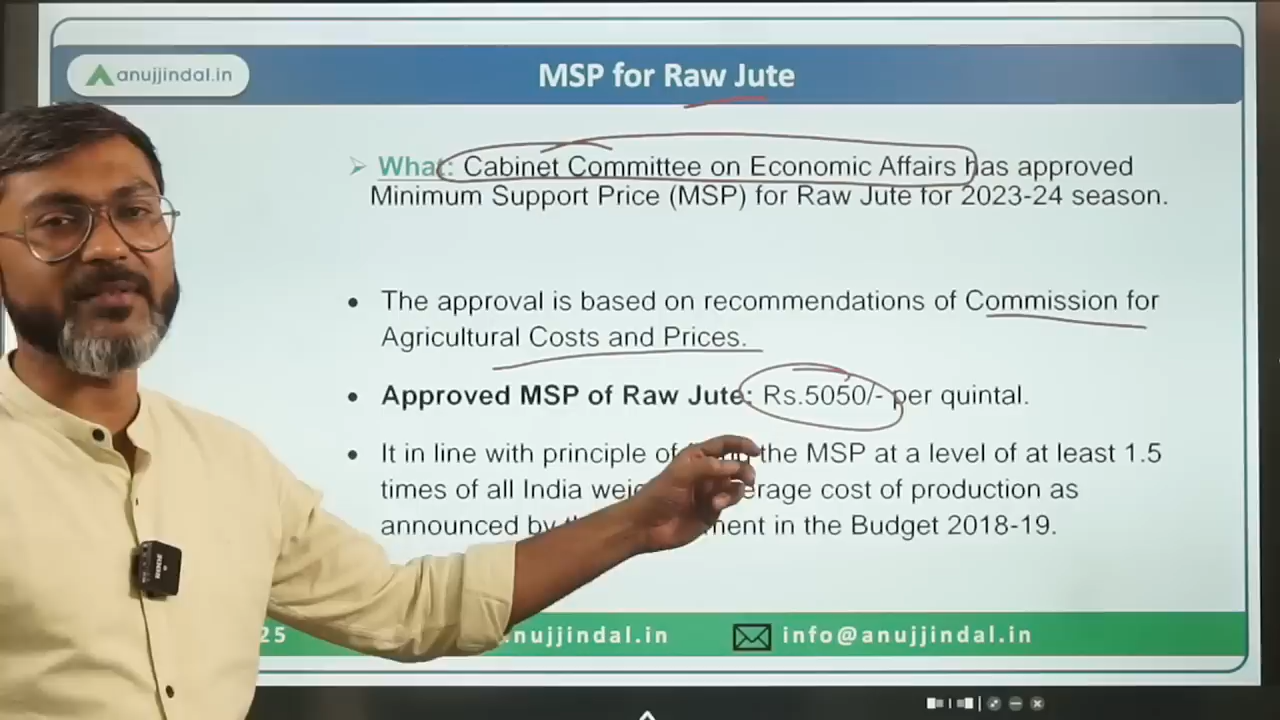 anujjindal.in
MSP for Raw Jute
What: Cabinet Committee on Economic Affairs has approved
Minimum Support Price (MSP) for Raw Jute for 2023-24 season.
The approval is based on recommendations of Commission for
Agricultural Costs and Prices.
Approved MSP of Raw Jute: Rs.5050/- per quintal.
It in line with principle of the MSP at a level of at least 1.5
times of all India cost of production as
announced by in the Budget 2018-19.
25
nujjindal.in
info@anujjindal.in